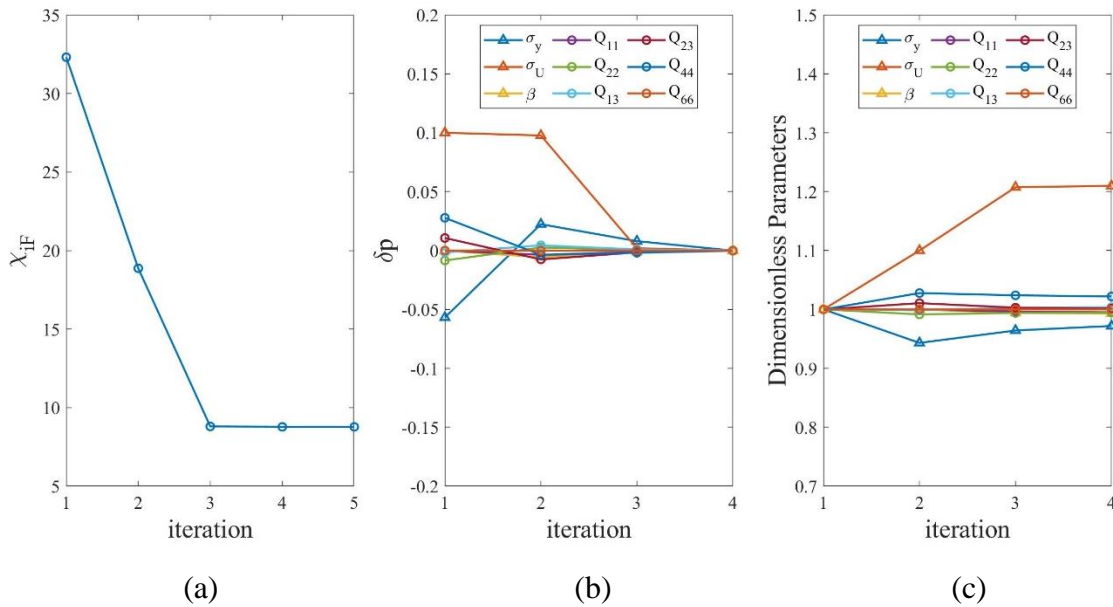 35
30
25
20
15
10
5
χiF
1 2 3 4 5
iteration
(a)
0.2
0.15
0.1
0.05
0
-0.05
-0.1
-0.15
-0.2
δp
σy Q11 Q23
σU Q22 Q44
β Q13 Q66
1 2 3 4
iteration
(b)
1.5
1.4
1.3
1.2
1.1
1
0.9
0.8
0.7
Dimensionless Parameters
σy Q11 Q23
σU Q22 Q44
β Q13 Q66
1 2 3 4
iteration
(c)